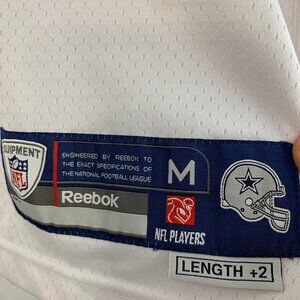 EQUIPMENT
NFL
ENGINEERED BY REEBOK TO
THE EXACT SPECIFICATIONS OF
THE NATIONAL FOOTBALL LEAGUE
M
Reebok
NFL PLAYERS
LENGTH +2